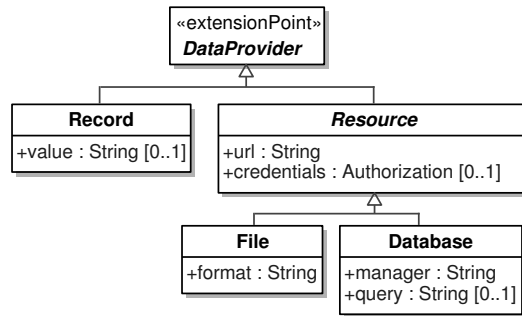 «extensionPoint»
DataProvider
Record
+value : String [0..1]
Resource
+url : String
+credentials : Authorization [0..1]
File
+format : String
Database
+manager : String
+query : String [0..1]